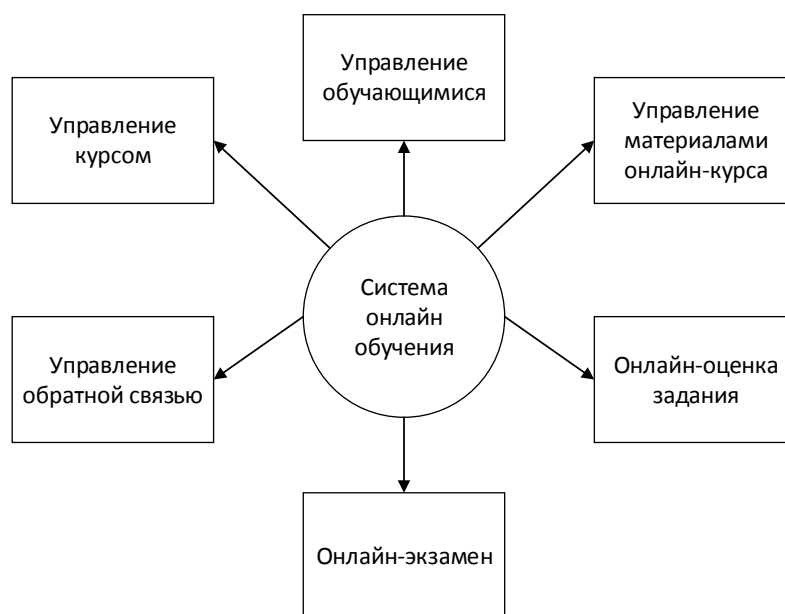 Управление
обучающимися
Управление
курсом
Управление
материалами
онлайн-курса
Система
онлайн
обучения
Управление
обратной связью
Онлайн-оценка
задания
Онлайн-экзамен